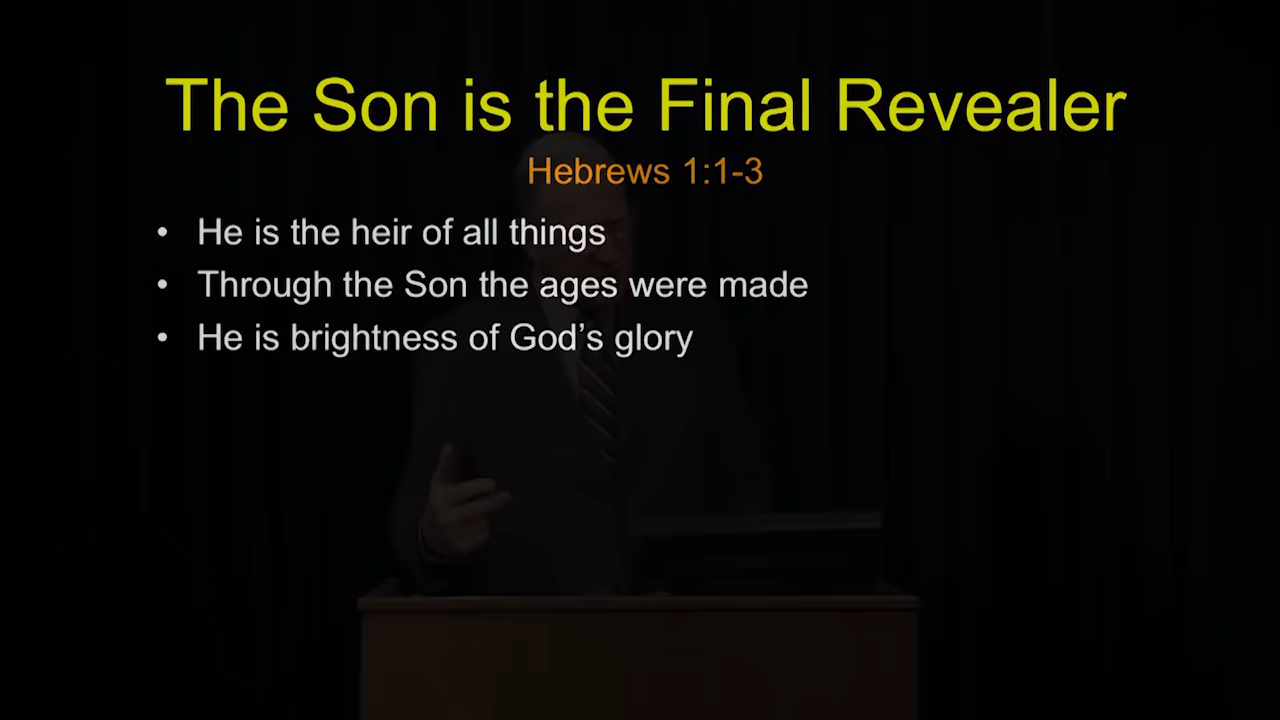 The Son is the Final Revealer
Hebrews 1:1-3
• He is the heir of all things
• Through the Son the ages were made
• He is brightness of God’s glory